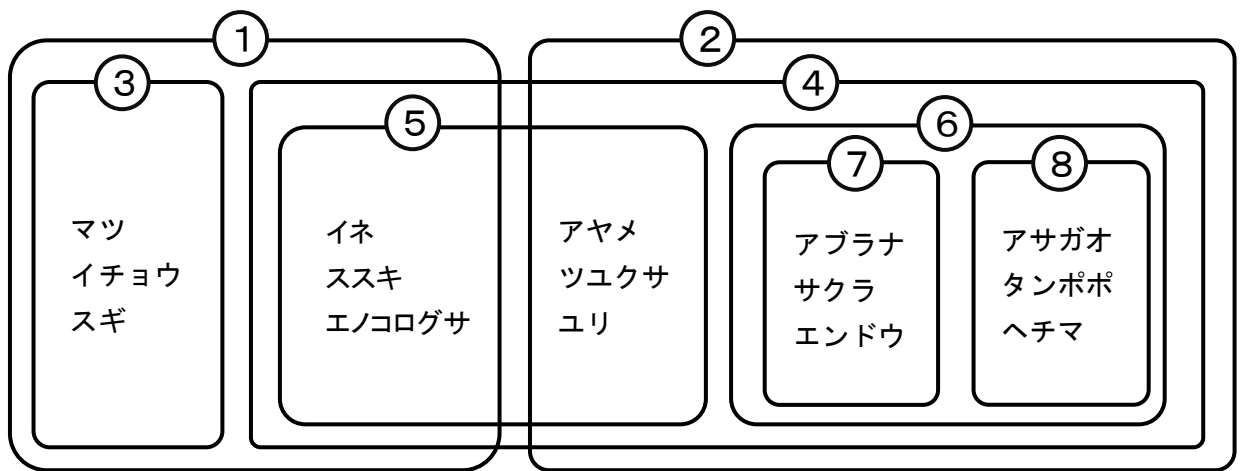 ①
②
③
④
⑤
⑥
⑦
⑧
マツ
イチョウ
スギ
イネ
ススキ
エノコログサ
アヤメ
ツユクサ
ユリ
アブラナ
サクラ
エンドウ
アサガオ
タンポポ
ヘチマ